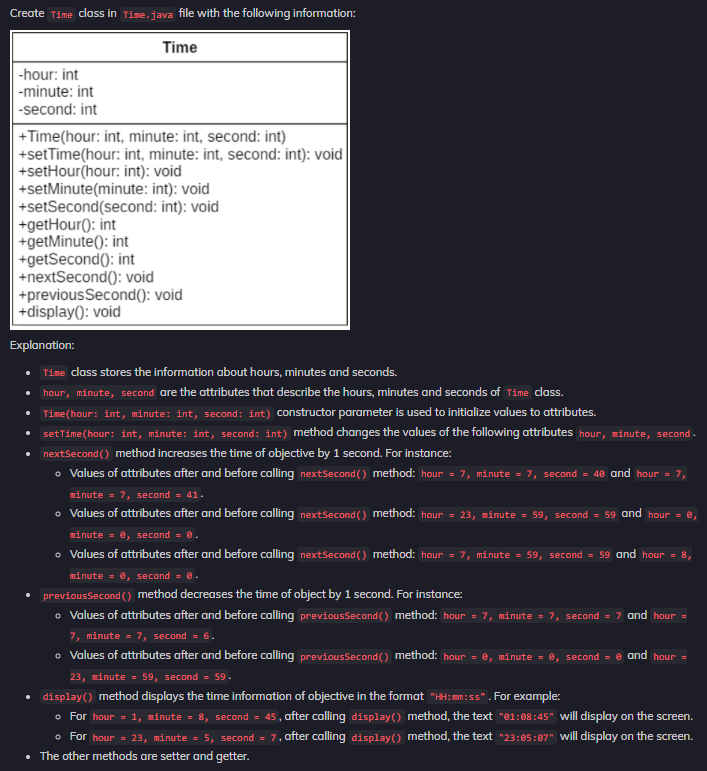 Create Time class in Time.java file with the following information:
Time
-hour: int
-minute: int
-second: int
+Time(hour: int, minute: int, second: int)
+setTime(hour: int, minute: int, second: int): void
+setHour(hour: int): void
+setMinute(minute: int): void
+setSecond(second: int): void
+getHour(): int
+getMinute(): int
+getSecond(): int
+nextSecond(): void
+previousSecond(): void
+display(): void
Explanation:
Time class stores the information about hours, minutes and seconds.
hour, minute, second are the attributes that describe the hours, minutes and seconds of Time class.
Time(hour: int, minute: int, second: int) constructor parameter is used to initialize values to attributes.
setTime(hour: int, minute: int, second: int) method changes the values of the following attributes hour, minute, second.
nextSecond() method increases the time of objective by 1 second. For instance:
Values of attributes after and before calling nextSecond() method: hour = 7, minute = 7, second = 40 and hour = 7,
minute = 7, second = 41.
Values of attributes after and before calling nextSecond() method: hour = 23, minute = 59, second = 59 and hour = 0,
minute = 0, second = 0.
Values of attributes after and before calling nextSecond() method: hour = 7, minute = 59, second = 59 and hour = 8,
minute = 0, second = 0.
previousSecond() method decreases the time of object by 1 second. For instance:
Values of attributes after and before calling previousSecond() method: hour = 7, minute = 7, second = 7 and hour =
7, minute = 7, second = 6.
Values of attributes after and before calling previousSecond() method: hour = 0, minute = 0, second = 0 and hour =
23, minute = 59, second = 59.
display() method displays the time information of objective in the format "HH:mm:ss". For example:
For hour = 1, minute = 8, second = 45, after calling display() method, the text "01:08:45" will display on the screen.
For hour = 23, minute = 5, second = 7, after calling display() method, the text "23:05:07" will display on the screen.
The other methods are setter and getter.